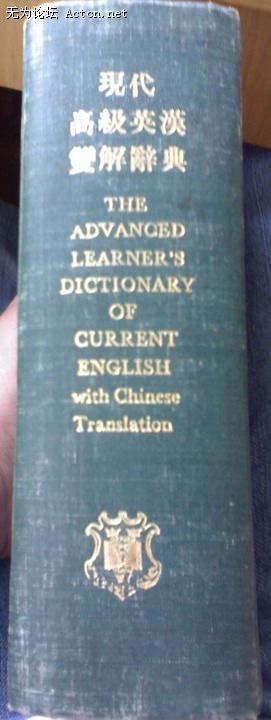 无为论坛 Actcn.net
現代
高級英漢
雙解辭典
THE
ADVANCED
LEARNER'S
DICTIONARY
OF
CURRENT
ENGLISH
with Chinese
Translation